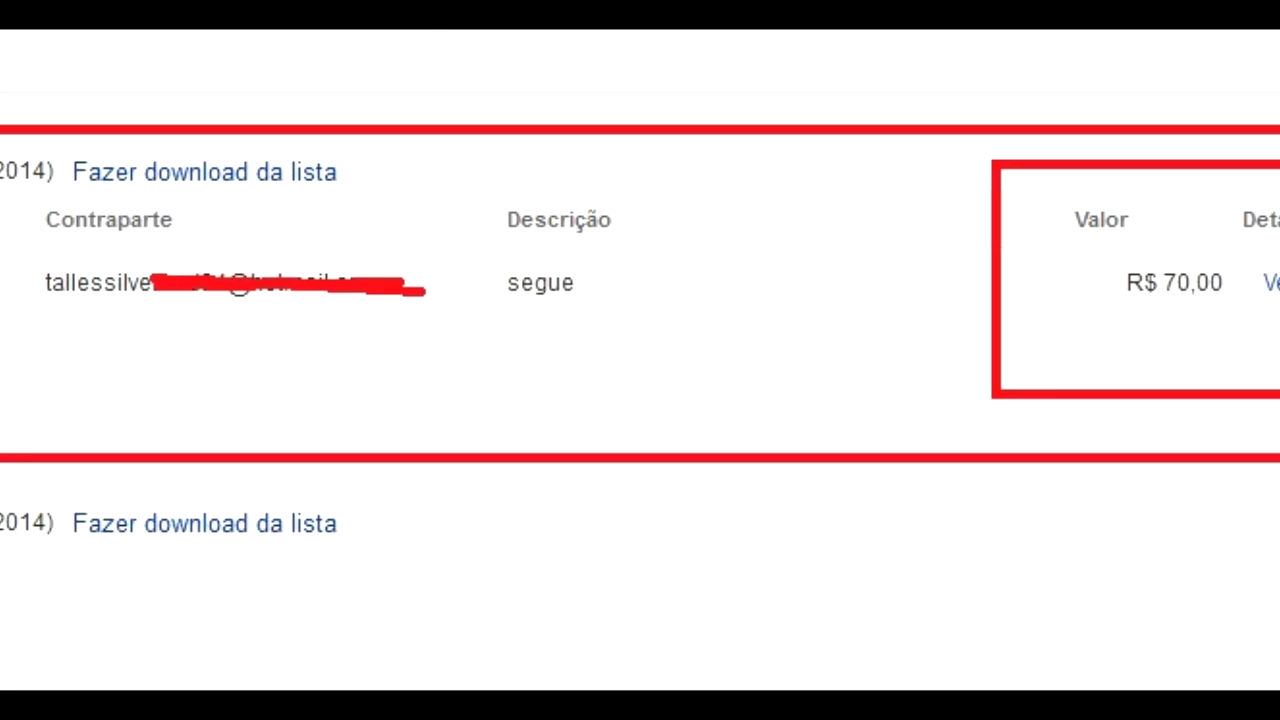 2014) Fazer download da lista
Contraparte Descrição Valor
tallessilve segue R$ 70,00
2014) Fazer download da lista